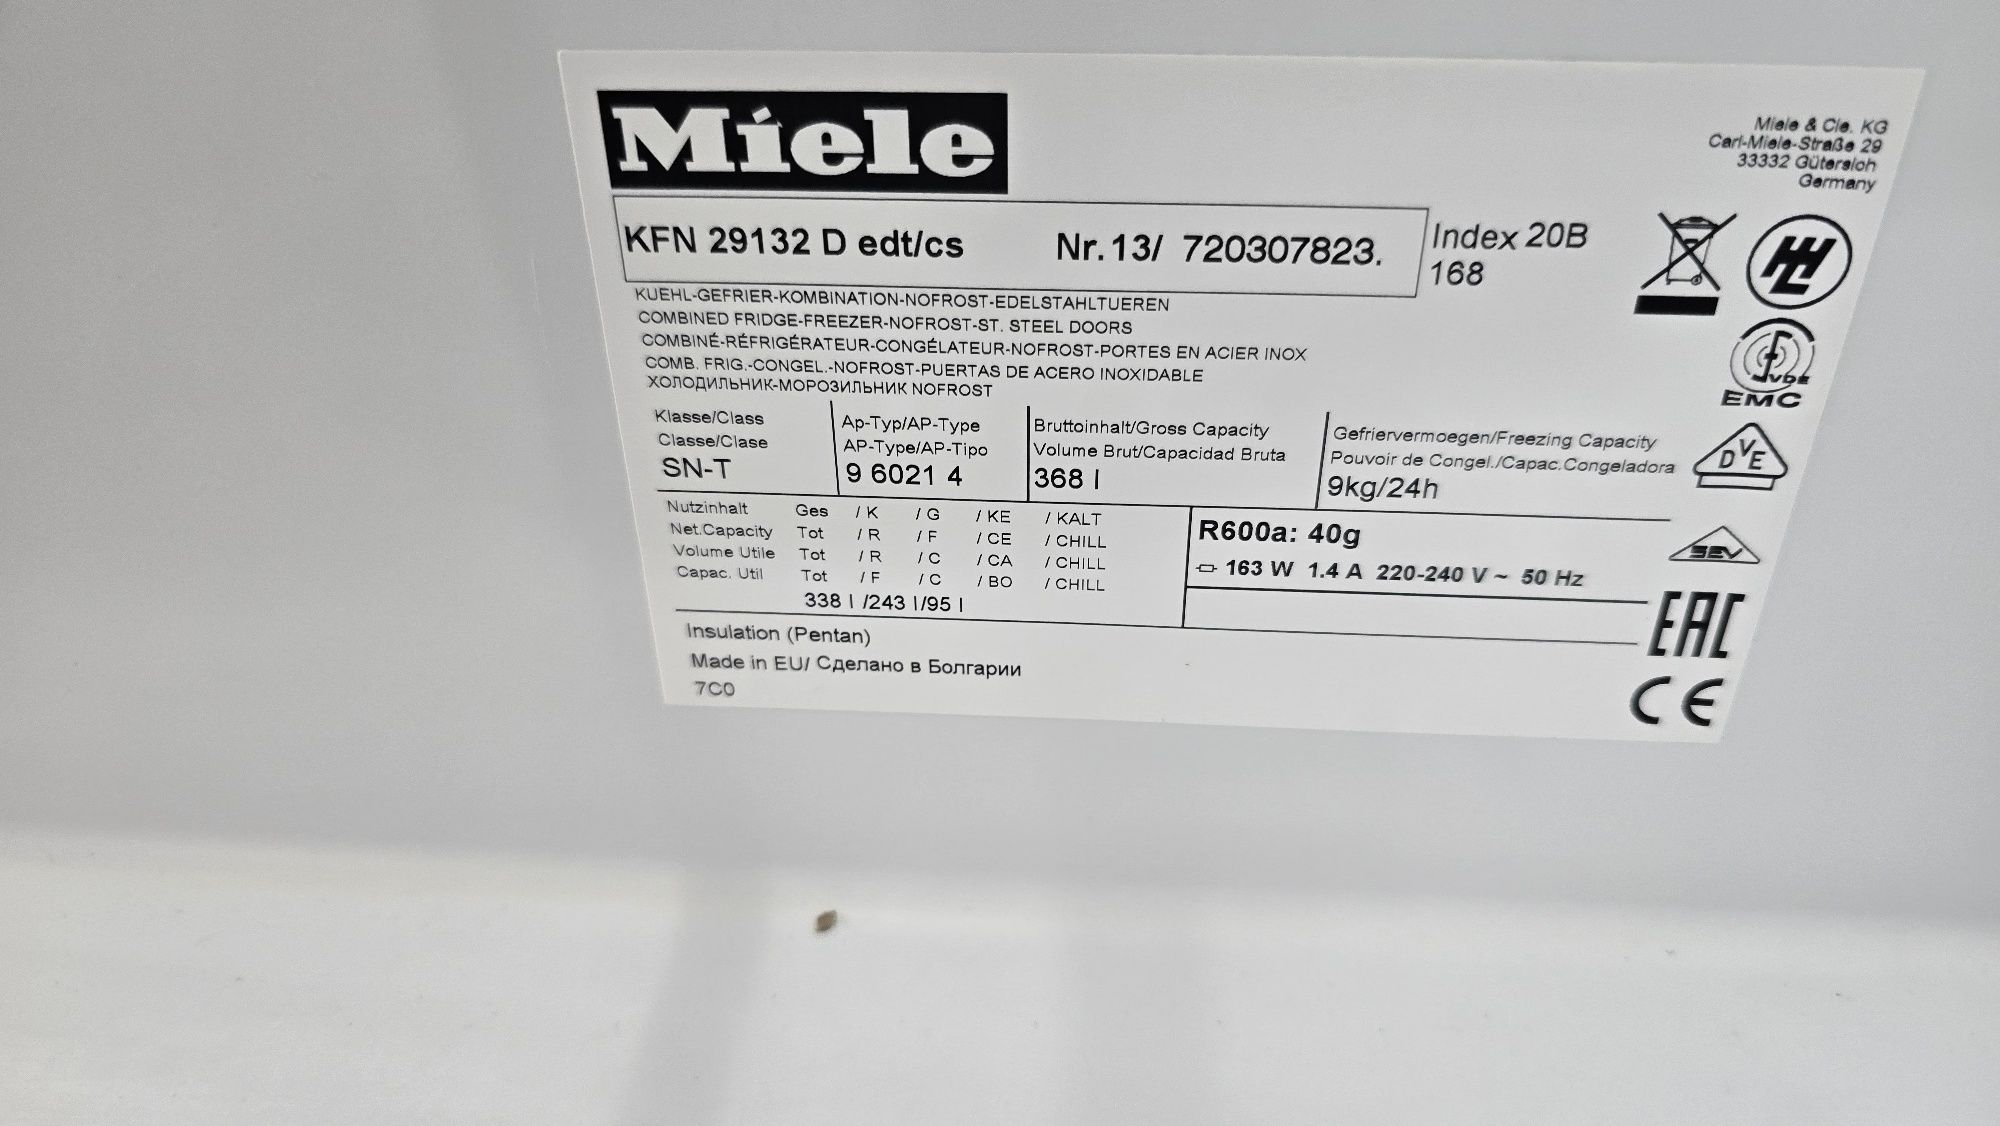 Miele
Miele & Cie. KG
Carl-Miele-Straße 29
33332 Gütersloh
Germany
KFN 29132 D edt/cs Nr.13/ 720307823.
Index 20B
168
KUEHL-GEFRIER-KOMBINATION-NOFROST-EDELSTAHLTUEREN
COMBINED FRIDGE-FREEZER-NOFROST-ST. STEEL DOORS
COMBINÉ-RÉFRIGÉRATEUR-CONGÉLATEUR-NOFROST-PORTES EN ACIER INOX
COMB. FRIG.-CONGEL.-NOFROST-PUERTAS DE ACERO INOXIDABLE
ХОЛОДИЛЬНИК-МОРОЗИЛЬНИК NOFROST
VDE
EMC
Klasse/Class
Classe/Clase
SN-T
Ap-Typ/AP-Type
AP-Type/AP-Tipo
9 6021 4
Bruttoinhalt/Gross Capacity
Volume Brut/Capacidad Bruta
368 l
Gefriervermoegen/Freezing Capacity
Pouvoir de Congel./Capac.Congeladora
9kg/24h
DVE
Nutzinhalt Ges / K / G / KE / KALT
Net.Capacity Tot / R / F / CE / CHILL
Volume Utile Tot / R / C / CA / CHILL
Capac. Util Tot / F / C / BO / CHILL
338 l /243 l/95 l
R600a: 40g
163 W 1.4 A 220-240 V ~ 50 Hz
SEV
EAC
Insulation (Pentan)
Made in EU/ Сделано в Болгарии
7C0
CE